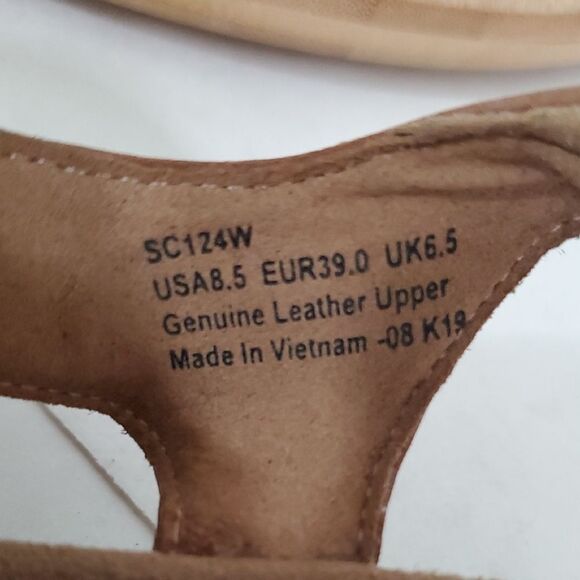 SC124W
USA8.5 EUR39.0 UK6.5
Genuine Leather Upper
Made In Vietnam -08 K19